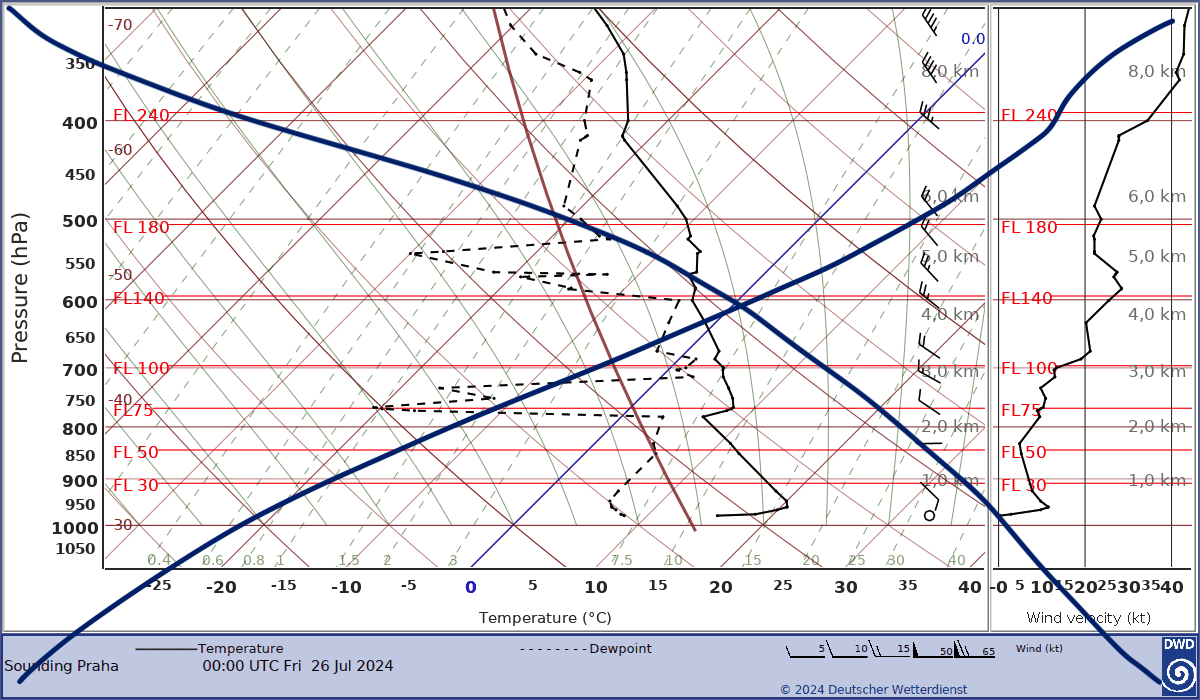 -70
0.0
350
8,0 km
8,0 km
FL 240
FL 240
400
-60
450
6,0 km
6,0 km
500
FL 180
FL 180
550
5,0 km
5,0 km
-50
600
FL140
FL140
4,0 km
4,0 km
650
700
FL 100
FL 100
3,0 km
3,0 km
750
-40
FL75
FL75
800
2,0 km
2,0 km
850
FL 50
FL 50
900
FL 30
FL 30
1,0 km
1,0 km
950
1000
-30
1050
Pressure (hPa)
0.4 0.6 0.8 1 1.5 2 3 7.5 10 15 20 25 30 40
-25 -20 -15 -10 -5 0 5 10 15 20 25 30 35 40
-0 5 10 15 20 25 30 35 40
Temperature (°C)
Wind velocity (kt)
Temperature
Dewpoint
5 10 15 50 65
Wind (kt)
DWD
Sounding Praha
00:00 UTC Fri 26 Jul 2024
© 2024 Deutscher Wetterdienst